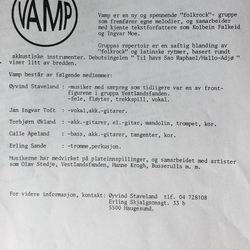 VAMP
Vamp er en ny og spennende "folkrock"- gruppe
som fremfører egne melodier, og samarbeider
med kjente tekstforfattere som Kolbein Falkeid
og Ingvar Moe.
Gruppas repertoir er en saftig blanding av
"folkrock" og latinske rytmer, basert rundt
akkustiske instrumenter. Debutsingelen " Til havs Sao Raphael/Hallo-Adjø "
viser litt av bredden.
Vamp består av følgende medlemmer:
Øyvind Staveland : -musiker med særpreg som tidligere var en av front-
figurene i gruppa Vestlandsfanden.
-fele, fløyter, trekkspill, vokal.
Jan Ingvar Toft : -vokal,akk.gitarer.
Torbjørn Økland : -akk.gitarer, el.gitar, mandolin, trompet, kor.
Calle Apeland : -bass, akk.gitarer, tangenter, kor.
Erling Sande : -tromme,perkusjon.
Musikerne har medvirket på plateinnspillinger, og samarbeidet med artister
som Olav Stedje, Vestlandsfanden, Hanne Krogh, Busserulls m. m.
For videre informasjon, kontakt: Øyvind Staveland tlf. 04 728108
Erling Skjalgsonsgt. 33 b
5500 Haugesund.